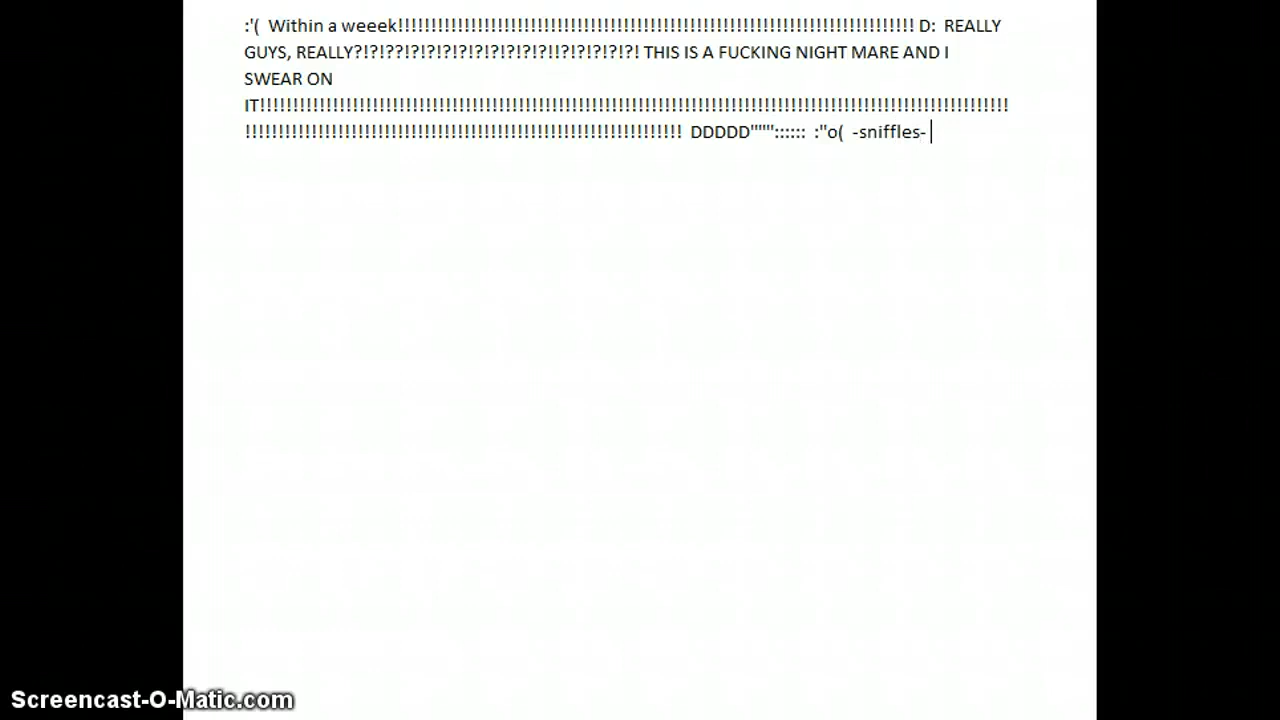 :'(  Within a weeek!!!!!!!!!!!!!!!!!!!!!!!!!!!!!!!!!!!!!!!!!!!!!!!!!!!!!!!!!!!!!!!!!!!!!!!!!!!!!! D:  REALLY
GUYS, REALLY?!?!??!?!?!?!?!?!?!?!?!?!!?!?!?!?!?! THIS IS A FUCKING NIGHT MARE AND I
SWEAR ON
IT!!!!!!!!!!!!!!!!!!!!!!!!!!!!!!!!!!!!!!!!!!!!!!!!!!!!!!!!!!!!!!!!!!!!!!!!!!!!!!!!!!!!!!!!!!!!!!!!!!!!!!!!!!!!!!!!!
!!!!!!!!!!!!!!!!!!!!!!!!!!!!!!!!!!!!!!!!!!!!!!!!!!!!!!!!!!!!!!!!!!  DDDDD""''::::::  :"o(  -sniffles-
Screencast-O-Matic.com